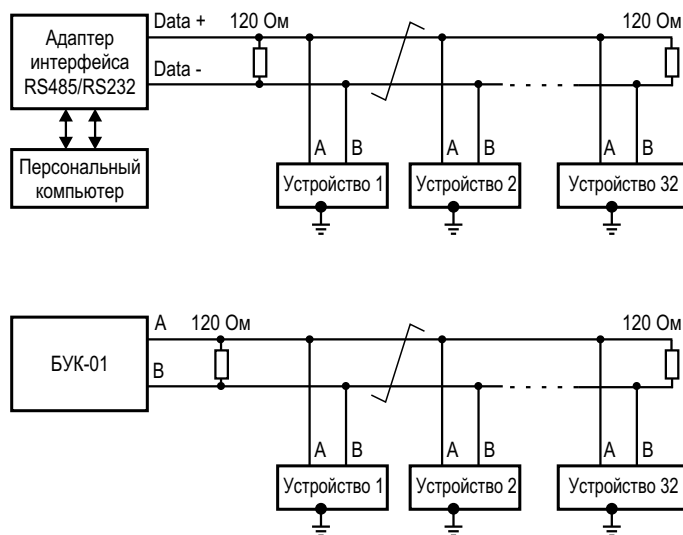 Data + 120 Ом 120 Ом
Адаптер
интерфейса
RS485/RS232
Data -
Персональный
компьютер
A B A B A B
Устройство 1 Устройство 2 Устройство 32
A 120 Ом 120 Ом
БУК-01
B
A B A B A B
Устройство 1 Устройство 2 Устройство 32